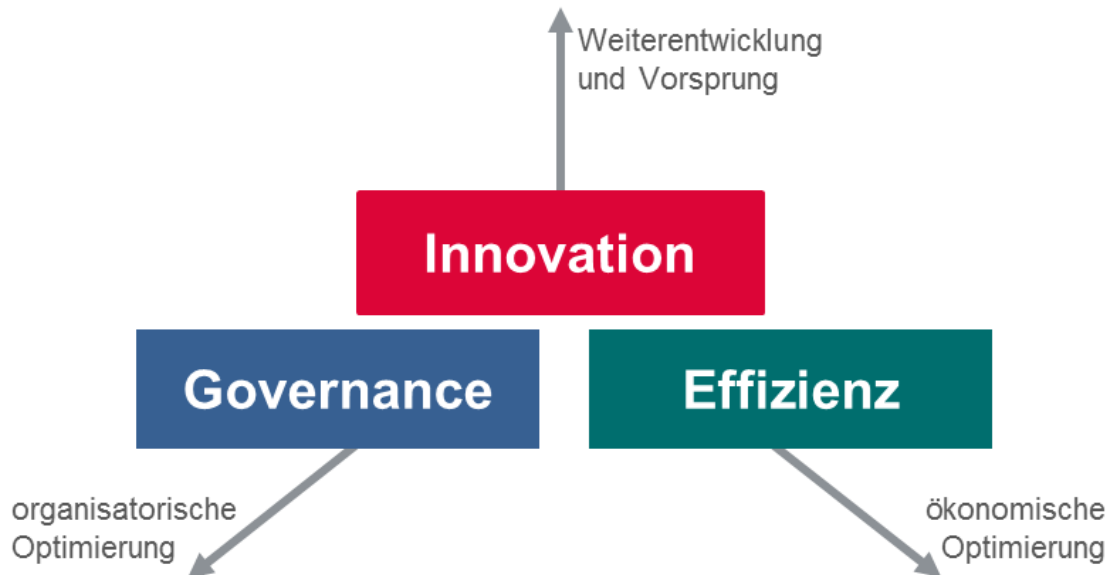 Weiterentwicklung
und Vorsprung
Innovation
Governance
Effizienz
organisatorische
Optimierung
ökonomische
Optimierung